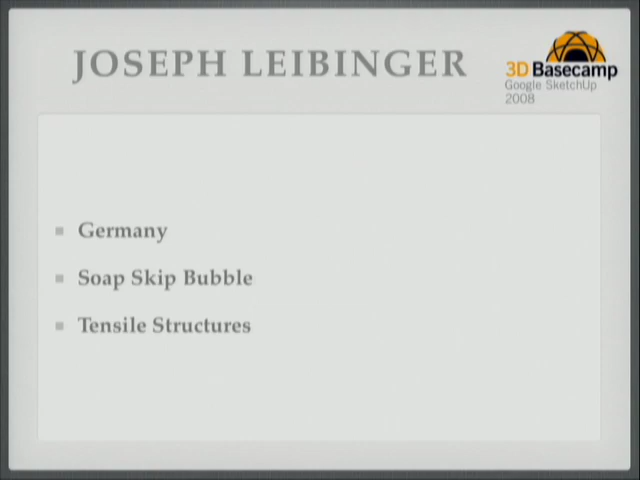 JOSEPH LEIBINGER
3D Basecamp
Google SketchUp
2008
Germany
Soap Skip Bubble
Tensile Structures